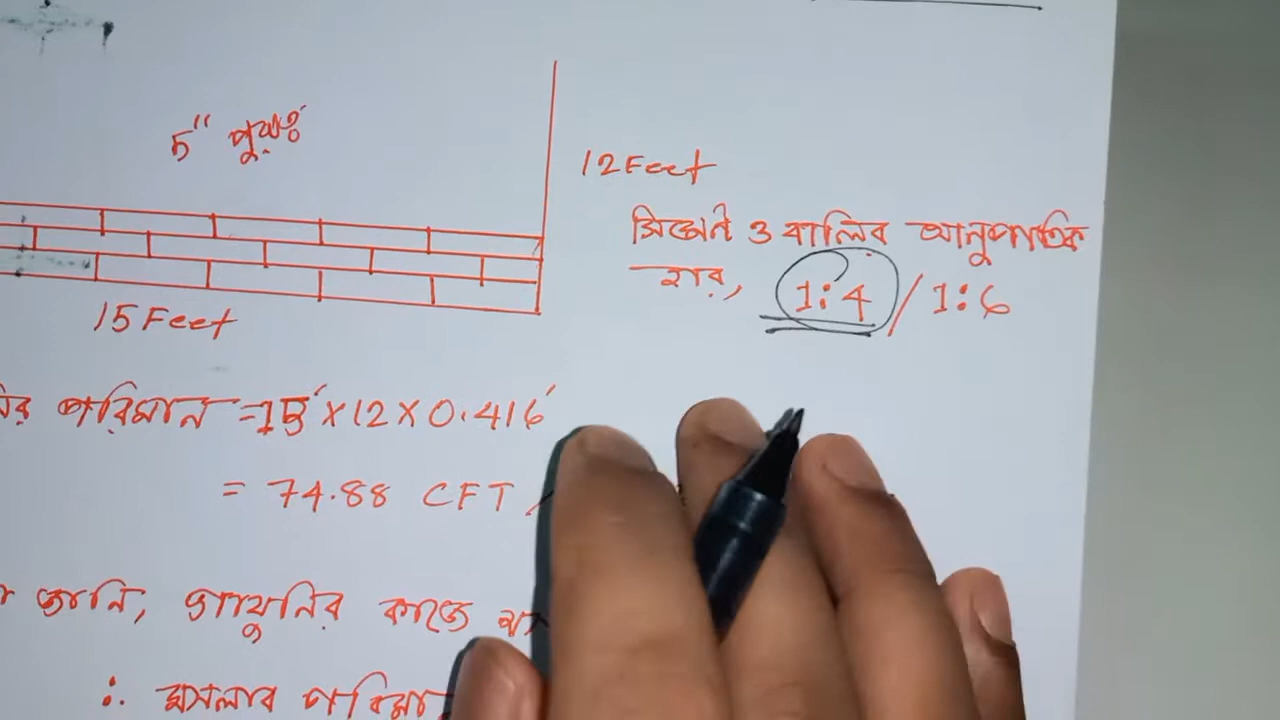 5" পুরুত্ব
12 Feet
সিমেন্ট ও বালির আনুপাতিক
হার, 1:4 / 1:6
15 Feet
পরিমান = 15' X 12 X 0.416'
= 74.88 CFT
জানি, গাথুনির কাজে
∴ মসলার